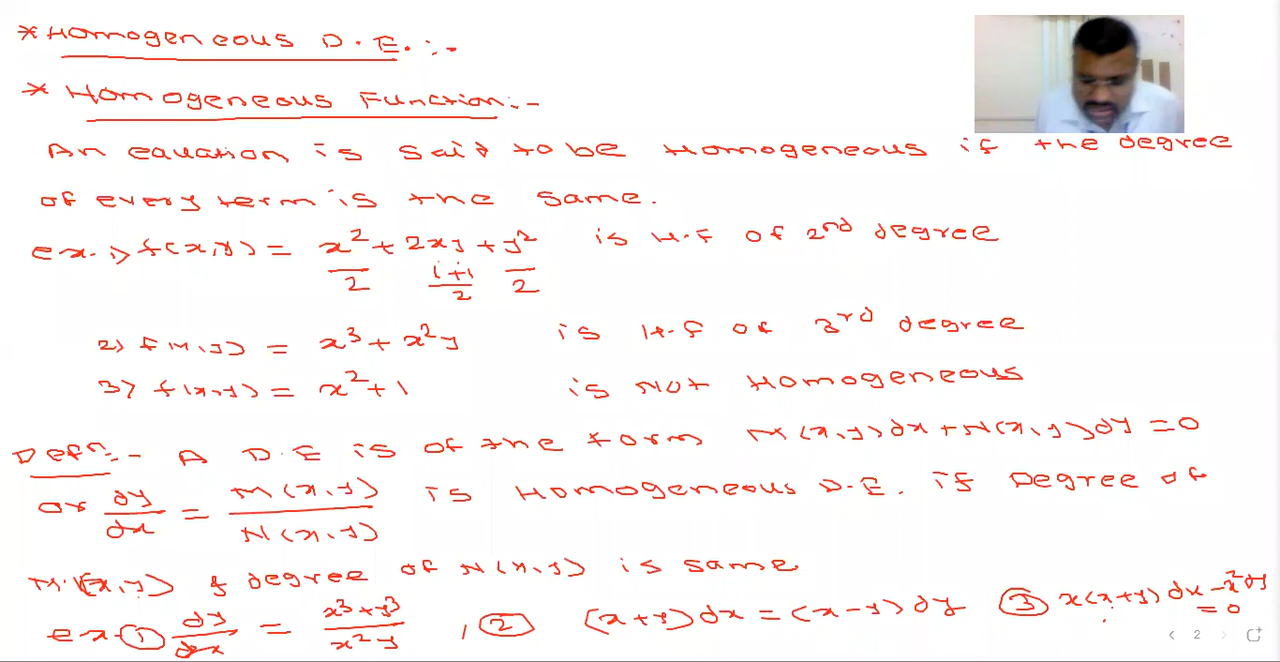 * Homogeneous D.E. :-
* Homogeneous Function:-
An equation is said to be Homogeneous if the degree
of every term is the same.
ex. 1) f(x,y) = x² + 2xy + y² is H.F of 2nd degree
2 1+1 2
2
2) f(x,y) = x³ + x²y is H.F of 3rd degree
3) f(x,y) = x² + 1 is Not Homogeneous
Defn:- A D.E is of the form M(x,y)dx + N(x,y)dy = 0
or dy/dx = M(x,y)/N(x,y) is Homogeneous D.E. if Degree of
M(x,y) & degree of N(x,y) is same
ex ① dy/dx = x³+y³/x²y , ② (x+y)dx = (x-y)dy ③ x(x+y)dx - x²dy = 0
2